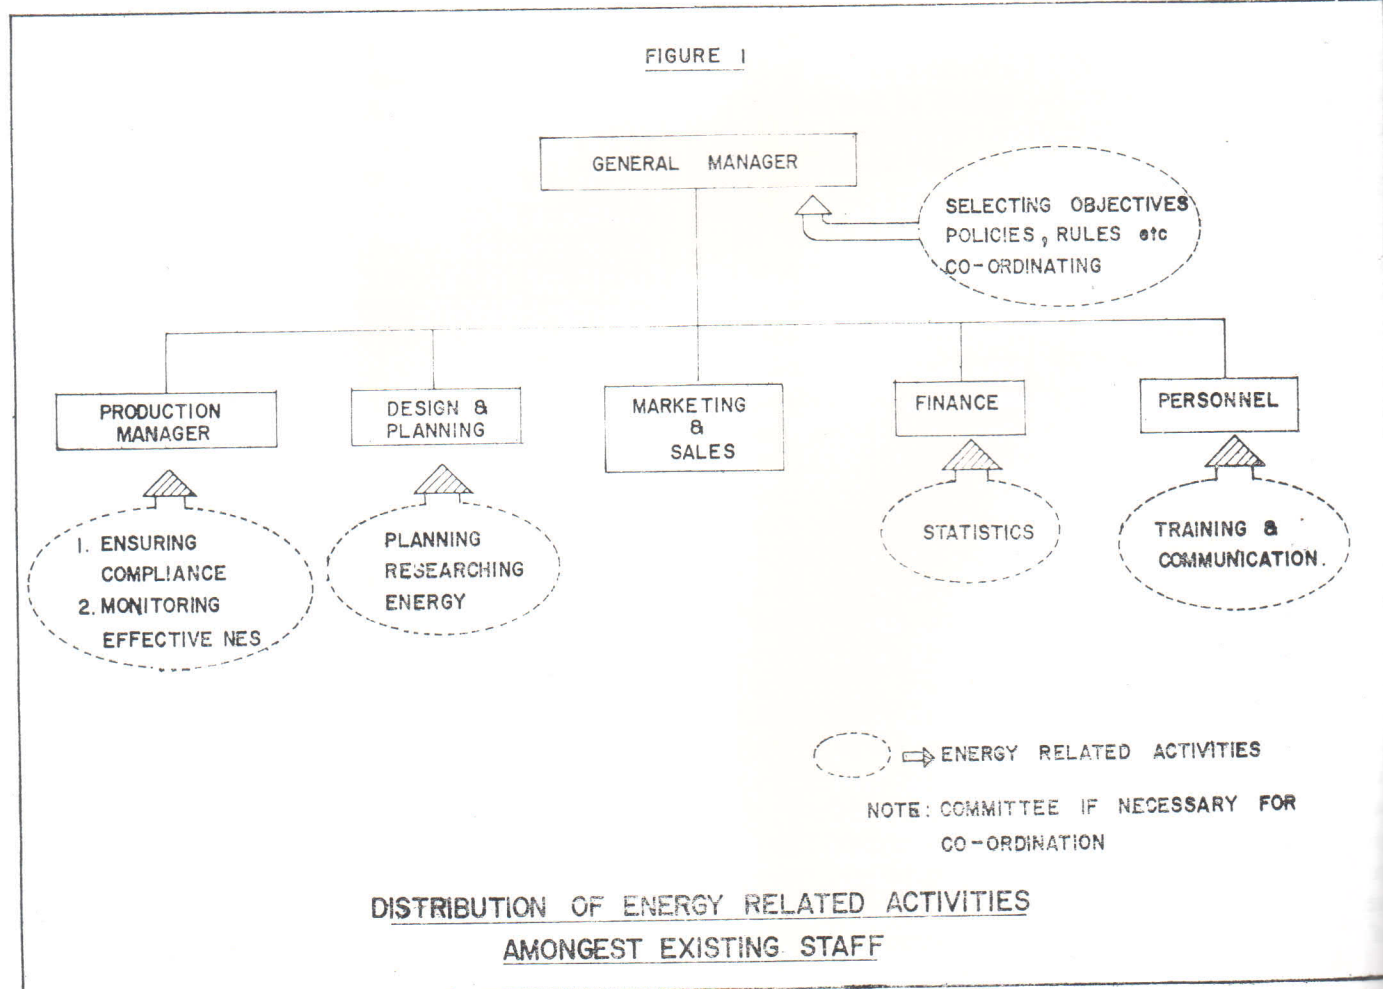 FIGURE 1
GENERAL MANAGER
SELECTING OBJECTIVES
POLICIES, RULES etc
CO-ORDINATING
PRODUCTION
MANAGER
DESIGN &
PLANNING
MARKETING
&
SALES
FINANCE
PERSONNEL
1. ENSURING
COMPLIANCE
2. MONITORING
EFFECTIVE NES
PLANNING
RESEARCHING
ENERGY
STATISTICS
TRAINING &
COMMUNICATION.
ENERGY RELATED ACTIVITIES
NOTE: COMMITTEE IF NECESSARY FOR
CO-ORDINATION
DISTRIBUTION OF ENERGY RELATED ACTIVITIES
AMONGEST EXISTING STAFF